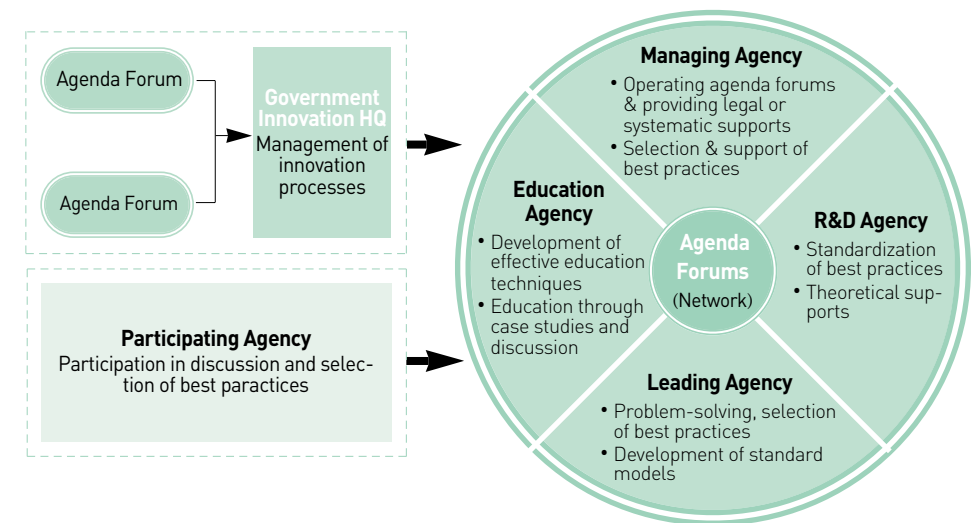 Agenda Forum
Agenda Forum
Government
Innovation HQ
Management of
innovation
processes
Participating Agency
Participation in discussion and selec-
tion of best paractices
Managing Agency
• Operating agenda forums
& providing legal or
systematic supports
• Selection & support of
best practices
Education
Agency
• Development of
effective education
techniques
• Education through
case studies and
discussion
Agenda
Forums
(Network)
R&D Agency
• Standardization
of best practices
• Theoretical sup-
ports
Leading Agency
• Problem-solving, selection
of best practices
• Development of standard
models